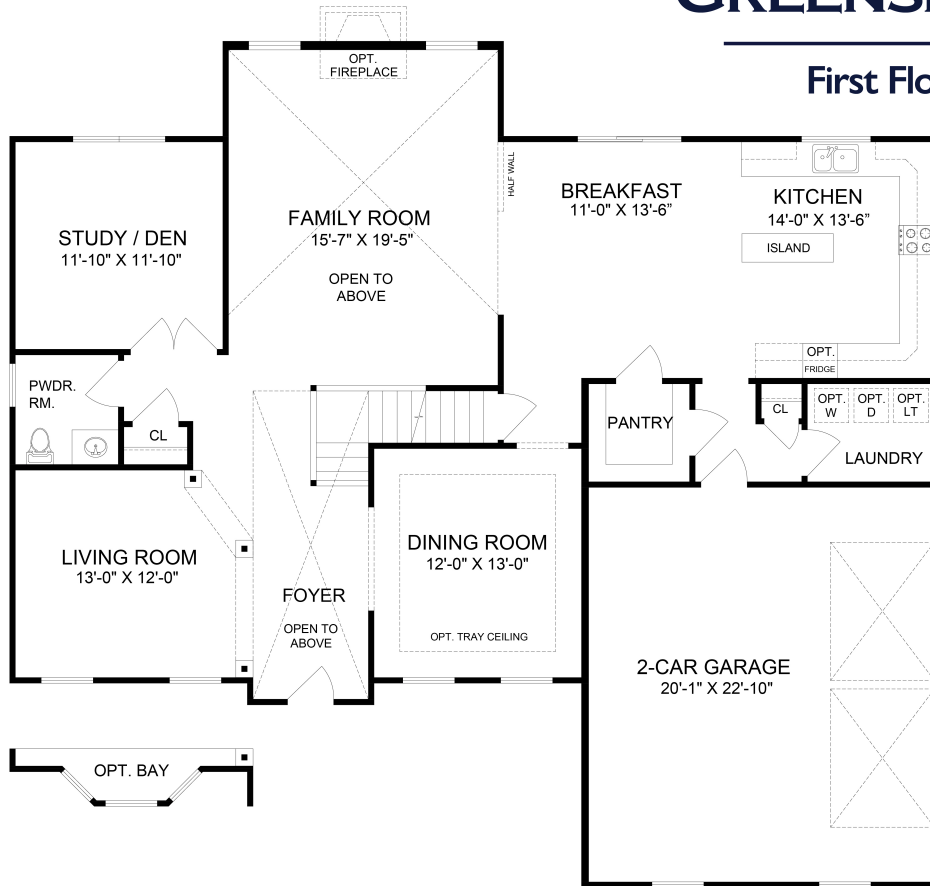 First Flo
OPT.
FIREPLACE
HALF WALL
BREAKFAST
11'-0" X 13'-6"
KITCHEN
14'-0" X 13'-6"
ISLAND
STUDY / DEN
11'-10" X 11'-10"
FAMILY ROOM
15'-7" X 19'-5"
OPEN TO
ABOVE
OPT.
FRIDGE
PWDR.
RM.
CL
PANTRY
CL
OPT.
W
OPT.
D
OPT.
LT
LAUNDRY
LIVING ROOM
13'-0" X 12'-0"
FOYER
OPEN TO
ABOVE
DINING ROOM
12'-0" X 13'-0"
OPT. TRAY CEILING
2-CAR GARAGE
20'-1" X 22'-10"
OPT. BAY